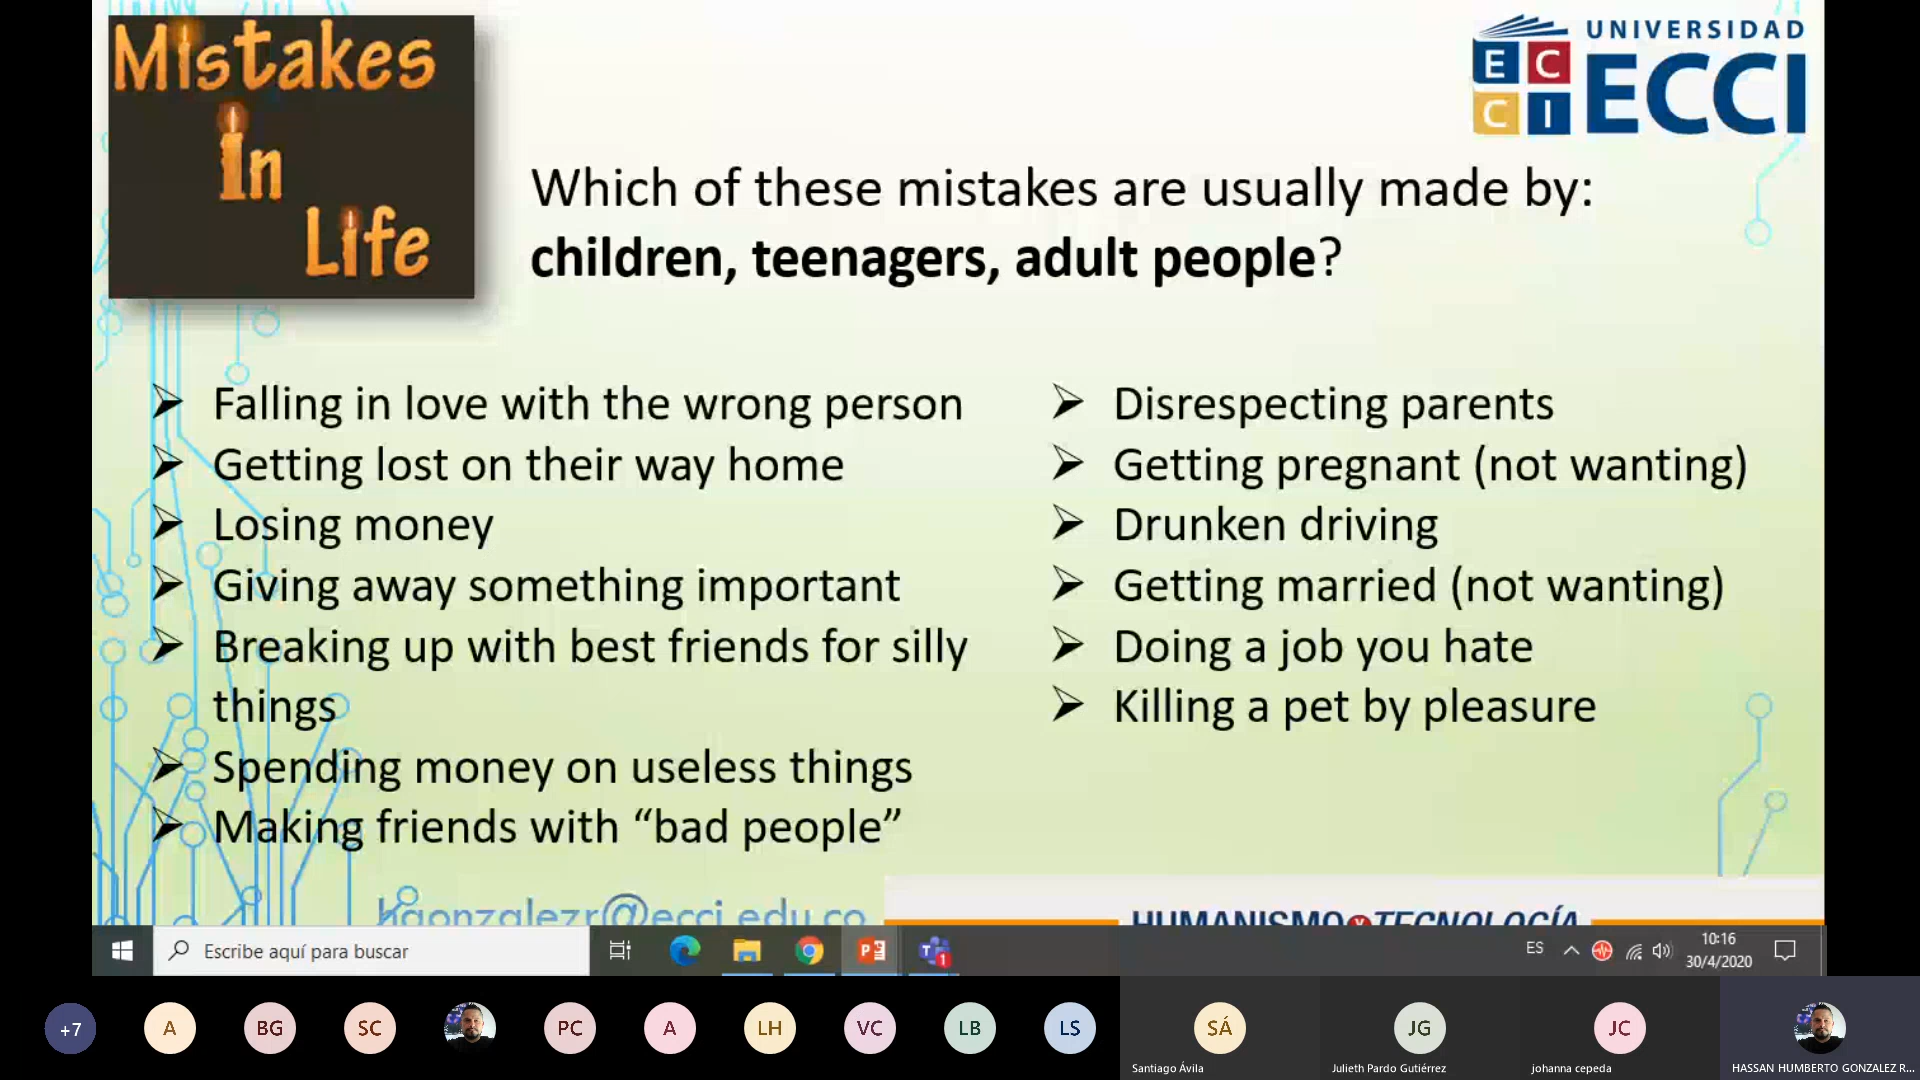 Mistakes
In
Life
UNIVERSIDAD
E C
C I
ECCI
Which of these mistakes are usually made by:
children, teenagers, adult people?
Falling in love with the wrong person
Getting lost on their way home
Losing money
Giving away something important
Breaking up with best friends for silly
things
Spending money on useless things
Making friends with “bad people”
Disrespecting parents
Getting pregnant (not wanting)
Drunken driving
Getting married (not wanting)
Doing a job you hate
Killing a pet by pleasure
hgonzalezr@ecci.edu.co
HUMANISMO Y TECNOLOGÍA
Escribe aquí para buscar
1
ES
10:16
30/4/2020
+7
A
BG
SC
PC
A
LH
VC
LB
LS
SÁ
JG
JC
Santiago Ávila
Julieth Pardo Gutiérrez
johanna cepeda
HASSAN HUMBERTO GONZALEZ R...